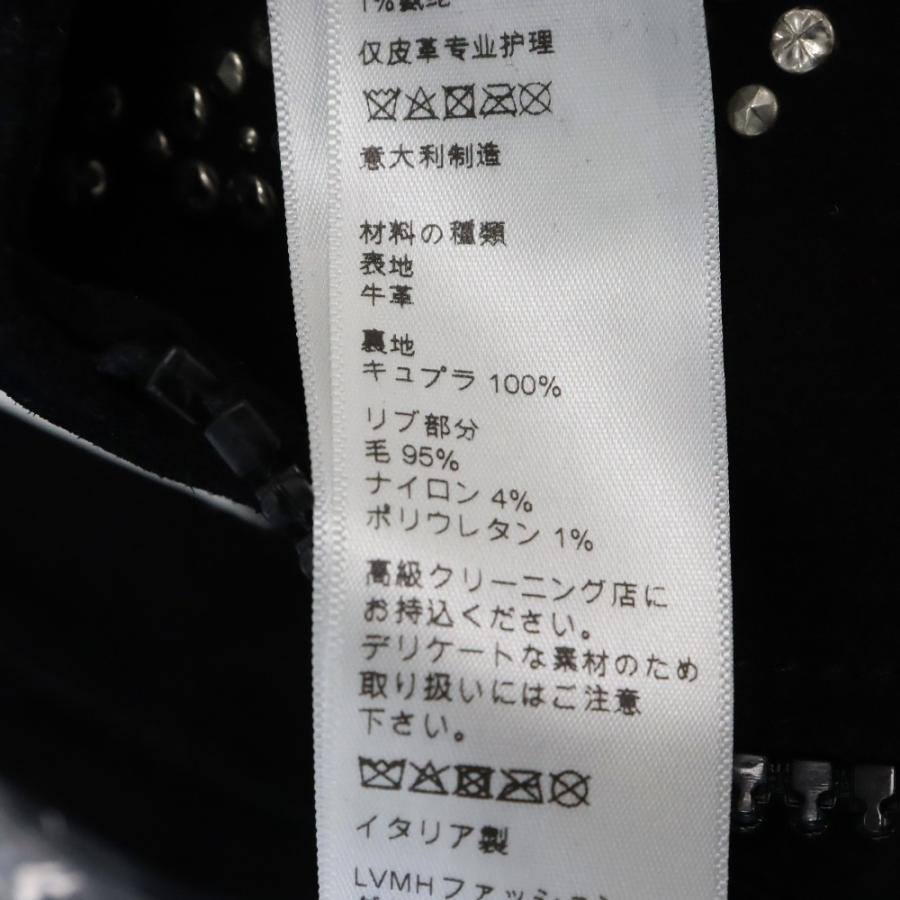 仅皮革专业护理
意大利制造
材料の種類
表地
牛革
裏地
キュプラ 100%
リブ部分
毛 95%
ナイロン 4%
ポリウレタン 1%
高級クリーニング店に
お持込ください。
デリケートな素材のため
取り扱いにはご注意
下さい。
イタリア製
LVMHファッション